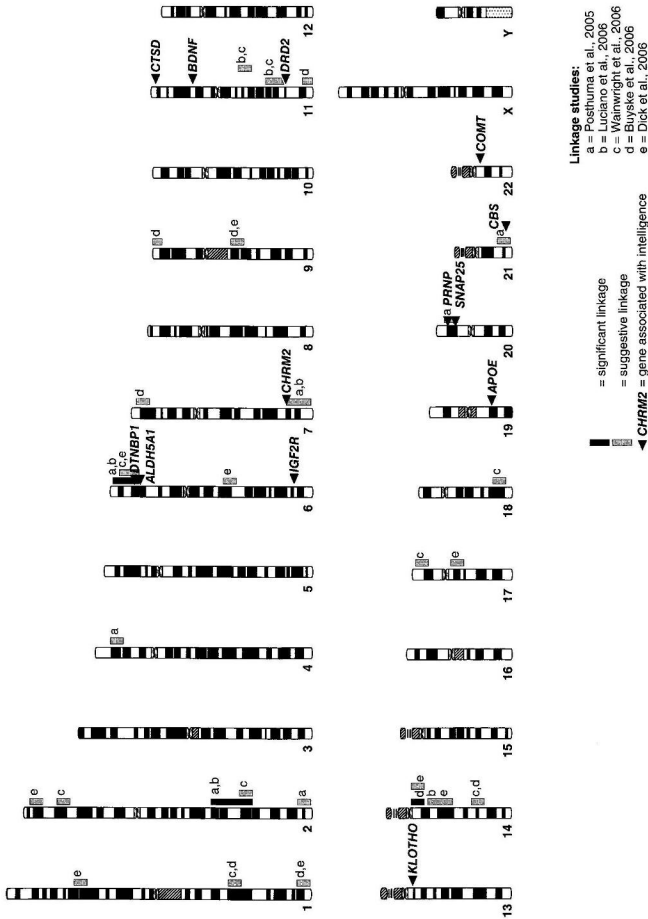 e
c,d
d,e
1
e
c
a,b
c
a
2
3
a
4
5
a,b
c,e
DTNBP1
ALDH5A1
e
IGF2R
6
d
CHRM2
a,b
7
8
d
d,e
9
10
CTSD
BDNF
b,c
b,c
DRD2
d
11
12
KLOTHO
13
d
e
b
e
c,d
14
15
16
c
e
17
c
18
APOE
19
a
PRNP
SNAP25
20
a
CBS
21
COMT
22
X
Y
= significant linkage
= suggestive linkage
CHRM2 = gene associated with intelligence
Linkage studies:
a = Posthuma et al., 2005
b = Luciano et al., 2006
c = Wainwright et al., 2006
d = Buyske et al., 2006
e = Dick et al., 2006